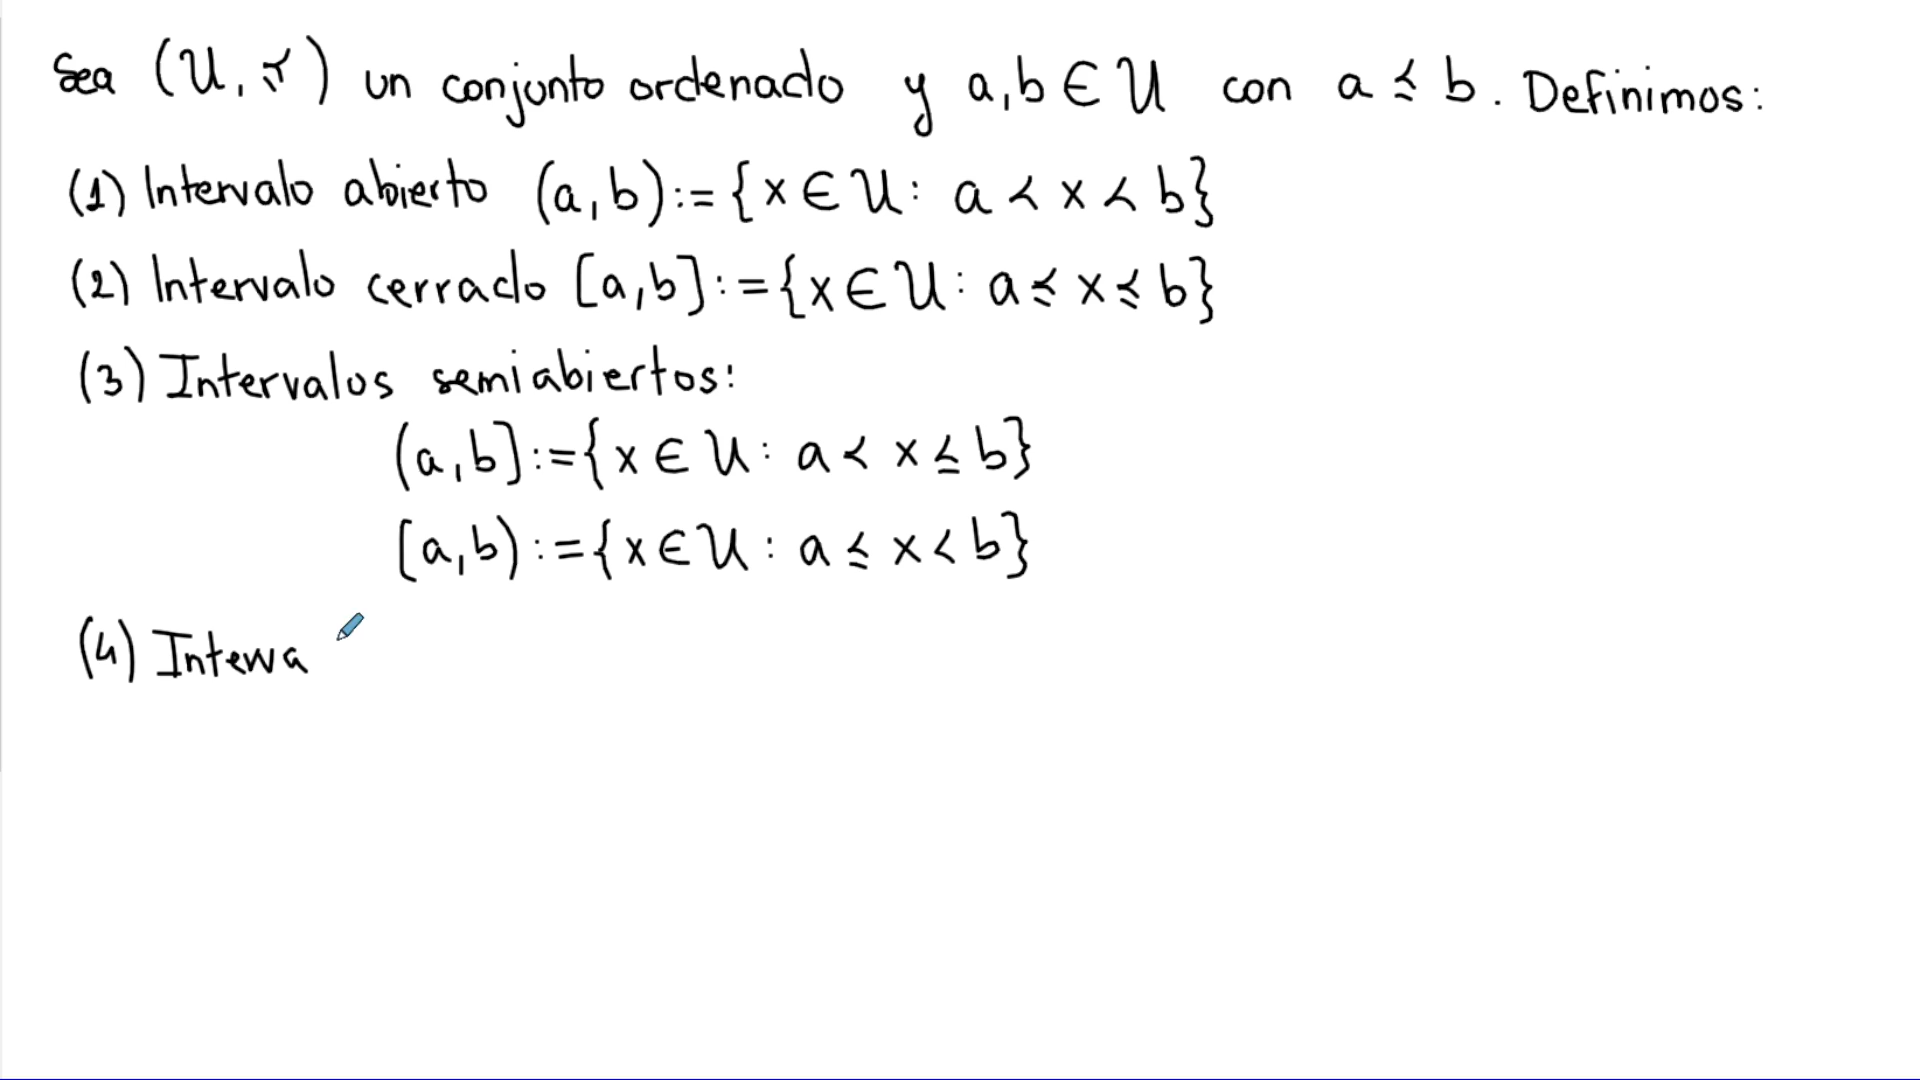 Sea (U, ≼) un conjunto ordenado y a,b ∈ U con a ≼ b. Definimos:
(1) Intervalo abierto (a,b):={x ∈ U: a ≺ x ≺ b}
(2) Intervalo cerrado [a,b]:={x ∈ U: a ≼ x ≼ b}
(3) Intervalos semiabiertos:
(a,b]:={x ∈ U: a ≺ x ≼ b}
[a,b):={x ∈ U: a ≼ x ≺ b}
(4) Interva